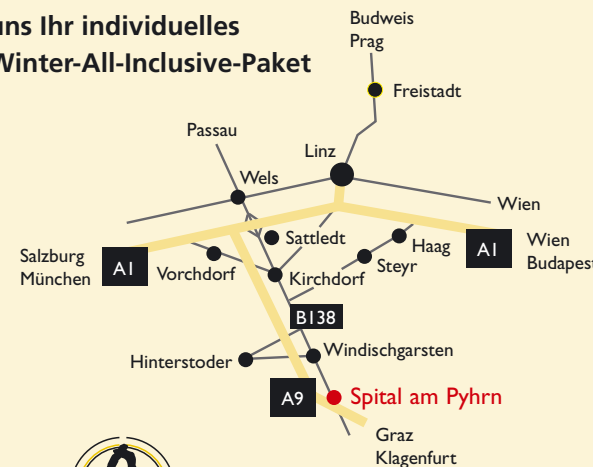 uns Ihr individuelles
Winter-All-Inclusive-Paket
Budweis
Prag
Freistadt
Passau
Linz
Wels
Wien
Salzburg
München
A1
Vorchdorf
Sattledt
Kirchdorf
Steyr
Haag
A1
Wien
Budapest
B138
Hinterstoder
Windischgarsten
A9
Spital am Pyhrn
Graz
Klagenfurt